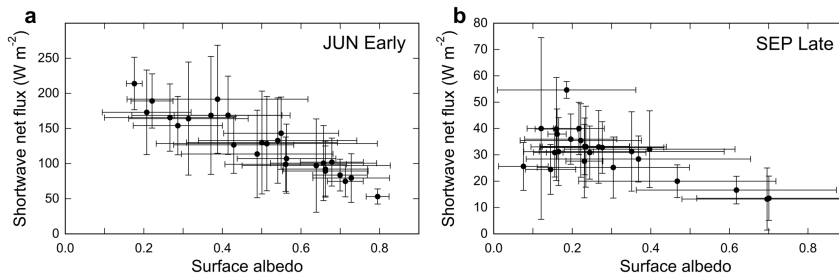 a
JUN Early
Shortwave net flux (W m-2)
250
200
150
100
50
0
0.0 0.2 0.4 0.6 0.8
Surface albedo
b
SEP Late
Shortwave net flux (W m-2)
80
70
60
50
40
30
20
10
0
0.0 0.2 0.4 0.6 0.8
Surface albedo